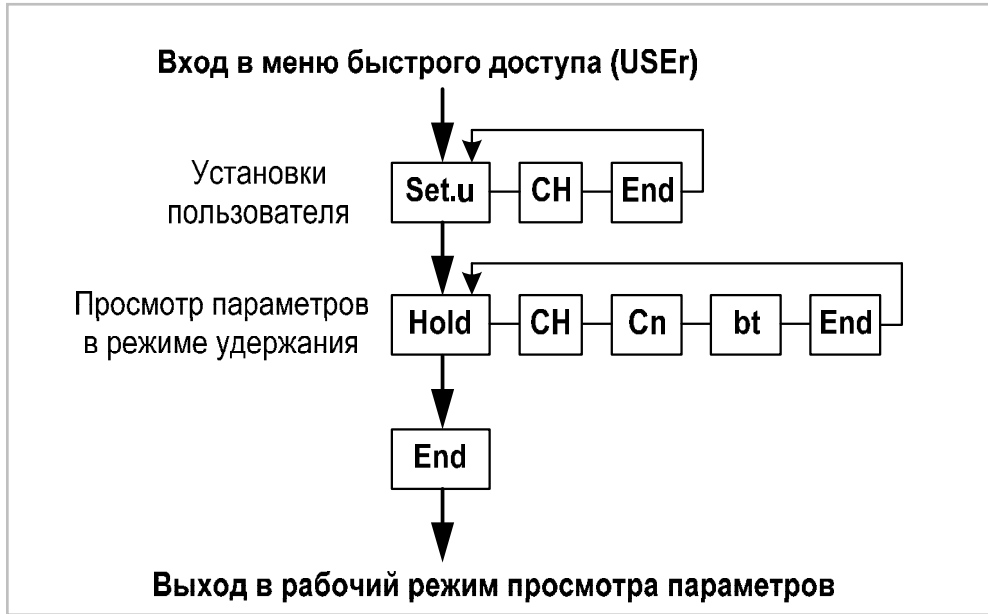 Вход в меню быстрого доступа (USEr)
Установки
пользователя
Set.u CH End
Просмотр параметров
в режиме удержания
Hold CH Cn bt End
End
Выход в рабочий режим просмотра параметров